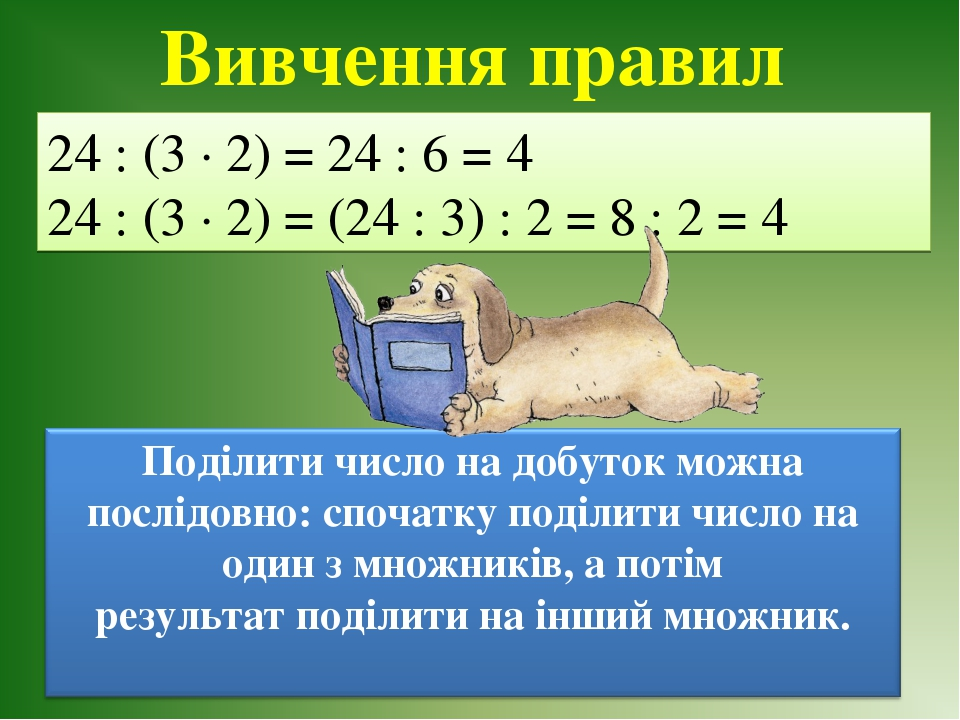 Вивчення правил
24 : (3 · 2) = 24 : 6 = 4
24 : (3 · 2) = (24 : 3) : 2 = 8 : 2 = 4
Поділити число на добуток можна
послідовно: спочатку поділити число на
один з множників, а потім
результат поділити на інший множник.